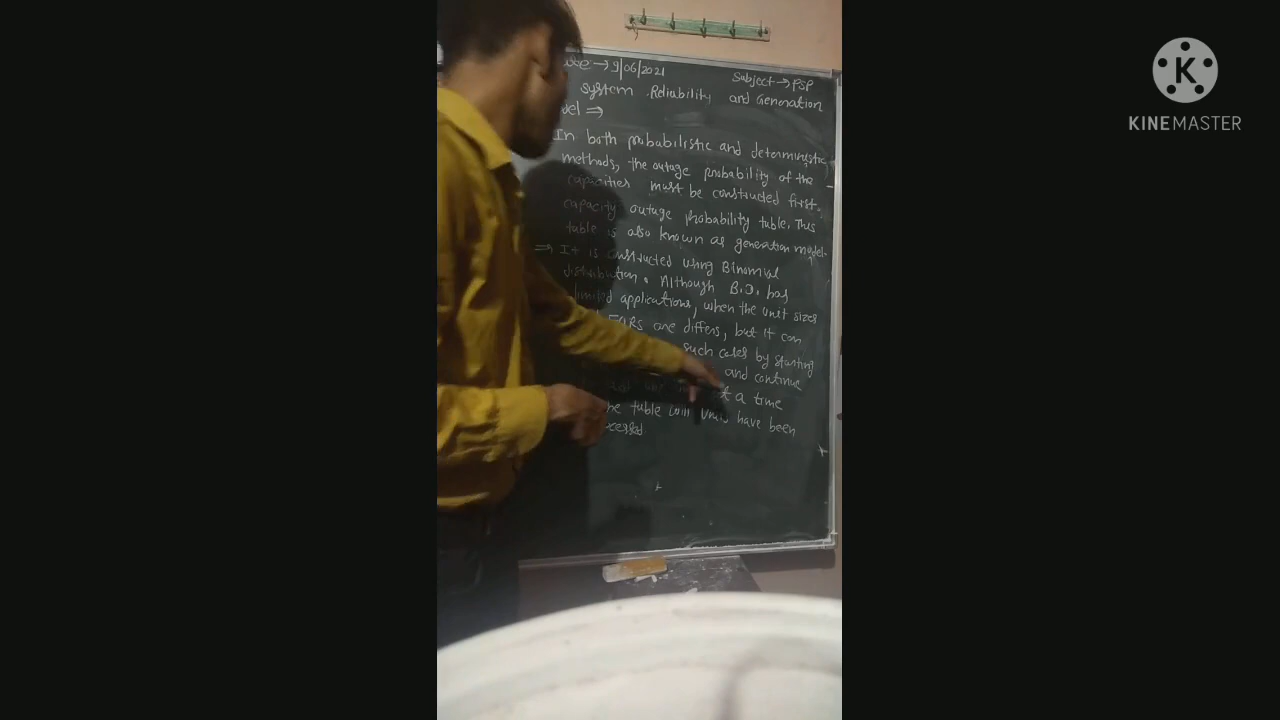 9/06/2021 Subject → PSP
system Reliability and Generation
⇒
In both probabilistic and deterministic
methods, the outage probability of the
capacities must be constructed first.
capacity outage probability table. This
table is also known as generation model.
⇒ It is constructed using Binomial
distribution. Although B.D. has
limited applications, when the unit sizes
FORs are differs, but it can
such cases by starting
and continue
at a time
the table units have been
KINEMASTER